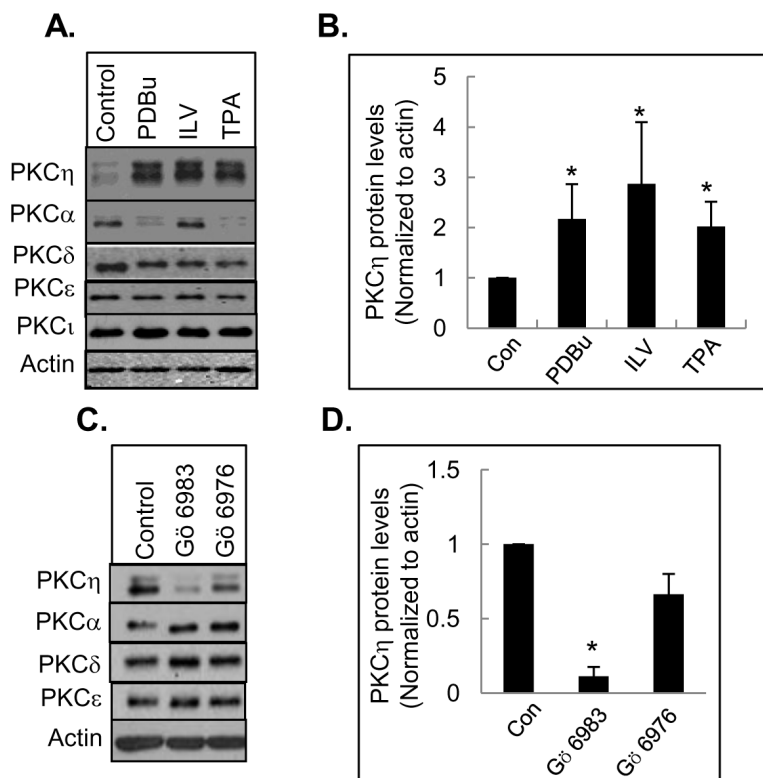 A.
Control
PDBu
ILV
TPA
PKCη
PKCα
PKCδ
PKCε
PKCι
Actin
B.
PKCη protein levels
(Normalized to actin)
5
4
3
2
1
0
*
*
*
Con
PDBu
ILV
TPA
C.
Control
Gö 6983
Gö 6976
PKCη
PKCα
PKCδ
PKCε
Actin
D.
PKCη protein levels
(Normalized to actin)
1.5
1
0.5
0
*
Con
Gö 6983
Gö 6976